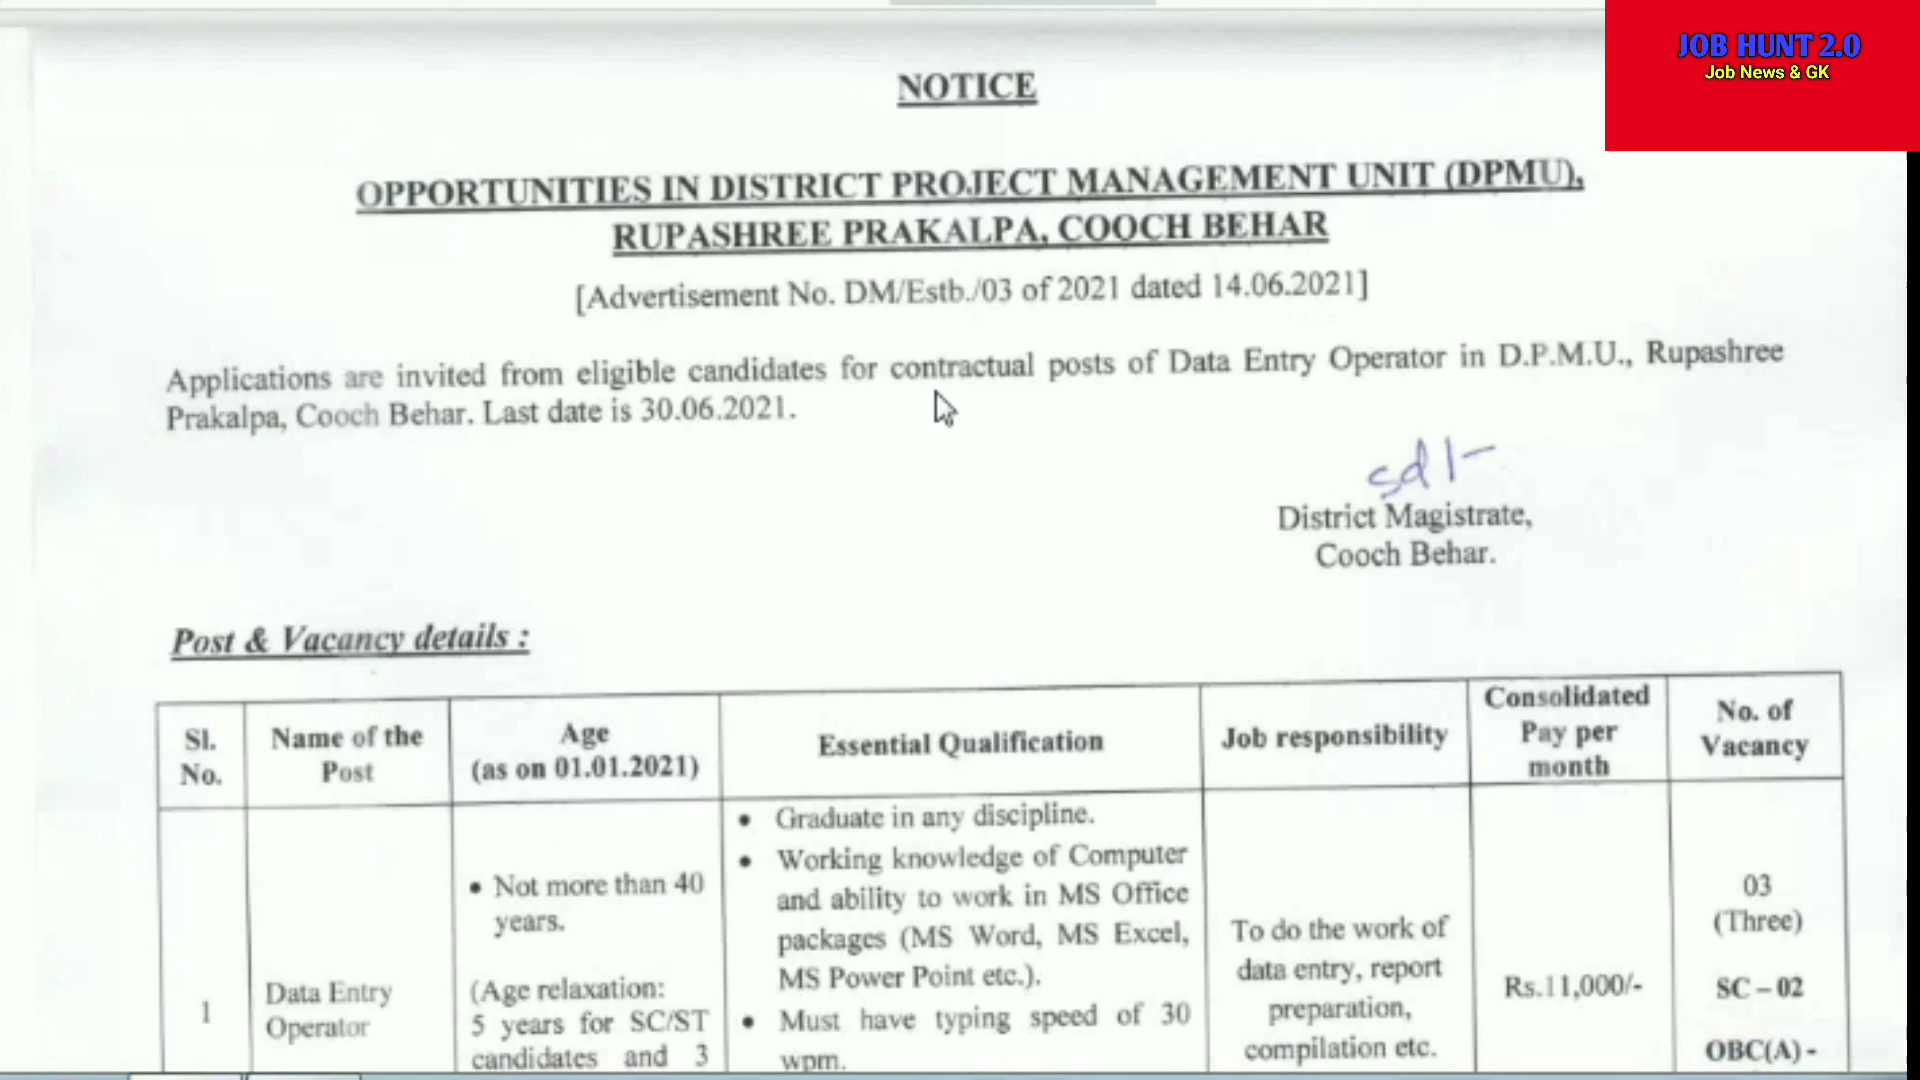 JOB HUNT 2.0
Job News & GK
NOTICE
OPPORTUNITIES IN DISTRICT PROJECT MANAGEMENT UNIT (DPMU),
RUPASHREE PRAKALPA, COOCH BEHAR
[Advertisement No. DM/Estb./03 of 2021 dated 14.06.2021]
Applications are invited from eligible candidates for contractual posts of Data Entry Operator in D.P.M.U., Rupashree
Prakalpa, Cooch Behar. Last date is 30.06.2021.
sd/-
District Magistrate,
Cooch Behar.
Post & Vacancy details :
Sl.
No.
Name of the
Post
Age
(as on 01.01.2021)
Essential Qualification
Job responsibility
Consolidated
Pay per
month
No. of
Vacancy
1
Data Entry
Operator
• Not more than 40
years.
(Age relaxation:
5 years for SC/ST
candidates and 3
• Graduate in any discipline.
• Working knowledge of Computer
and ability to work in MS Office
packages (MS Word, MS Excel,
MS Power Point etc.).
• Must have typing speed of 30
wpm.
To do the work of
data entry, report
preparation,
compilation etc.
Rs.11,000/-
03
(Three)
SC – 02
OBC(A) -